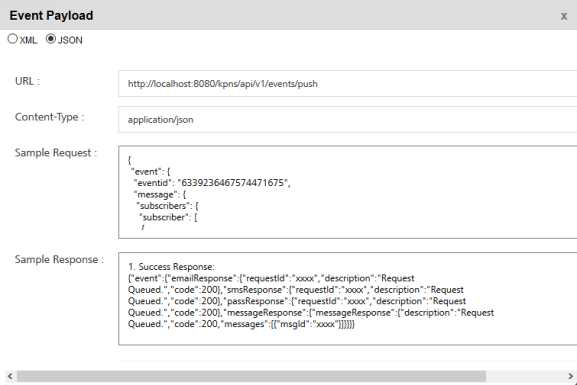 Event Payload x
XML JSON
URL : http://localhost:8080/kpns/api/v1/events/push
Content-Type : application/json
Sample Request :
{
"event": {
"eventid": "6339236467574471675",
"message": {
"subscribers": {
"subscriber": [
{
Sample Response :
1. Success Response:
{"event":{"emailResponse":{"requestId":"xxxx","description":"Request
Queued.","code":200},"smsResponse":{"requestId":"xxxx","description":"Request
Queued.","code":200},"passResponse":{"requestId":"xxxx","description":"Request
Queued.","code":200},"messageResponse":{"messageResponse":{"description":"Request
Queued.","code":200,"messages":[{"msgId":"xxxx"}]}}}}